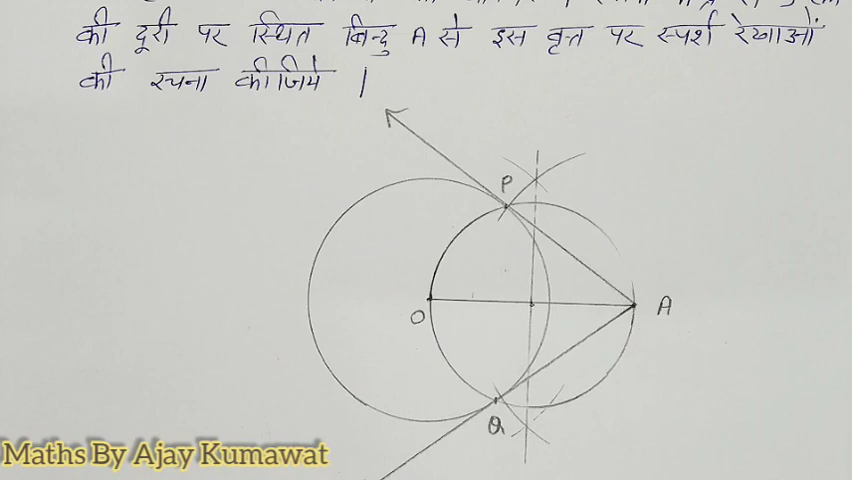 की दूरी पर स्थित बिन्दु A से इस वृत्त पर स्पर्श रेखाओं
की रचना कीजिये |
P
O
A
Q
Maths By Ajay Kumawat